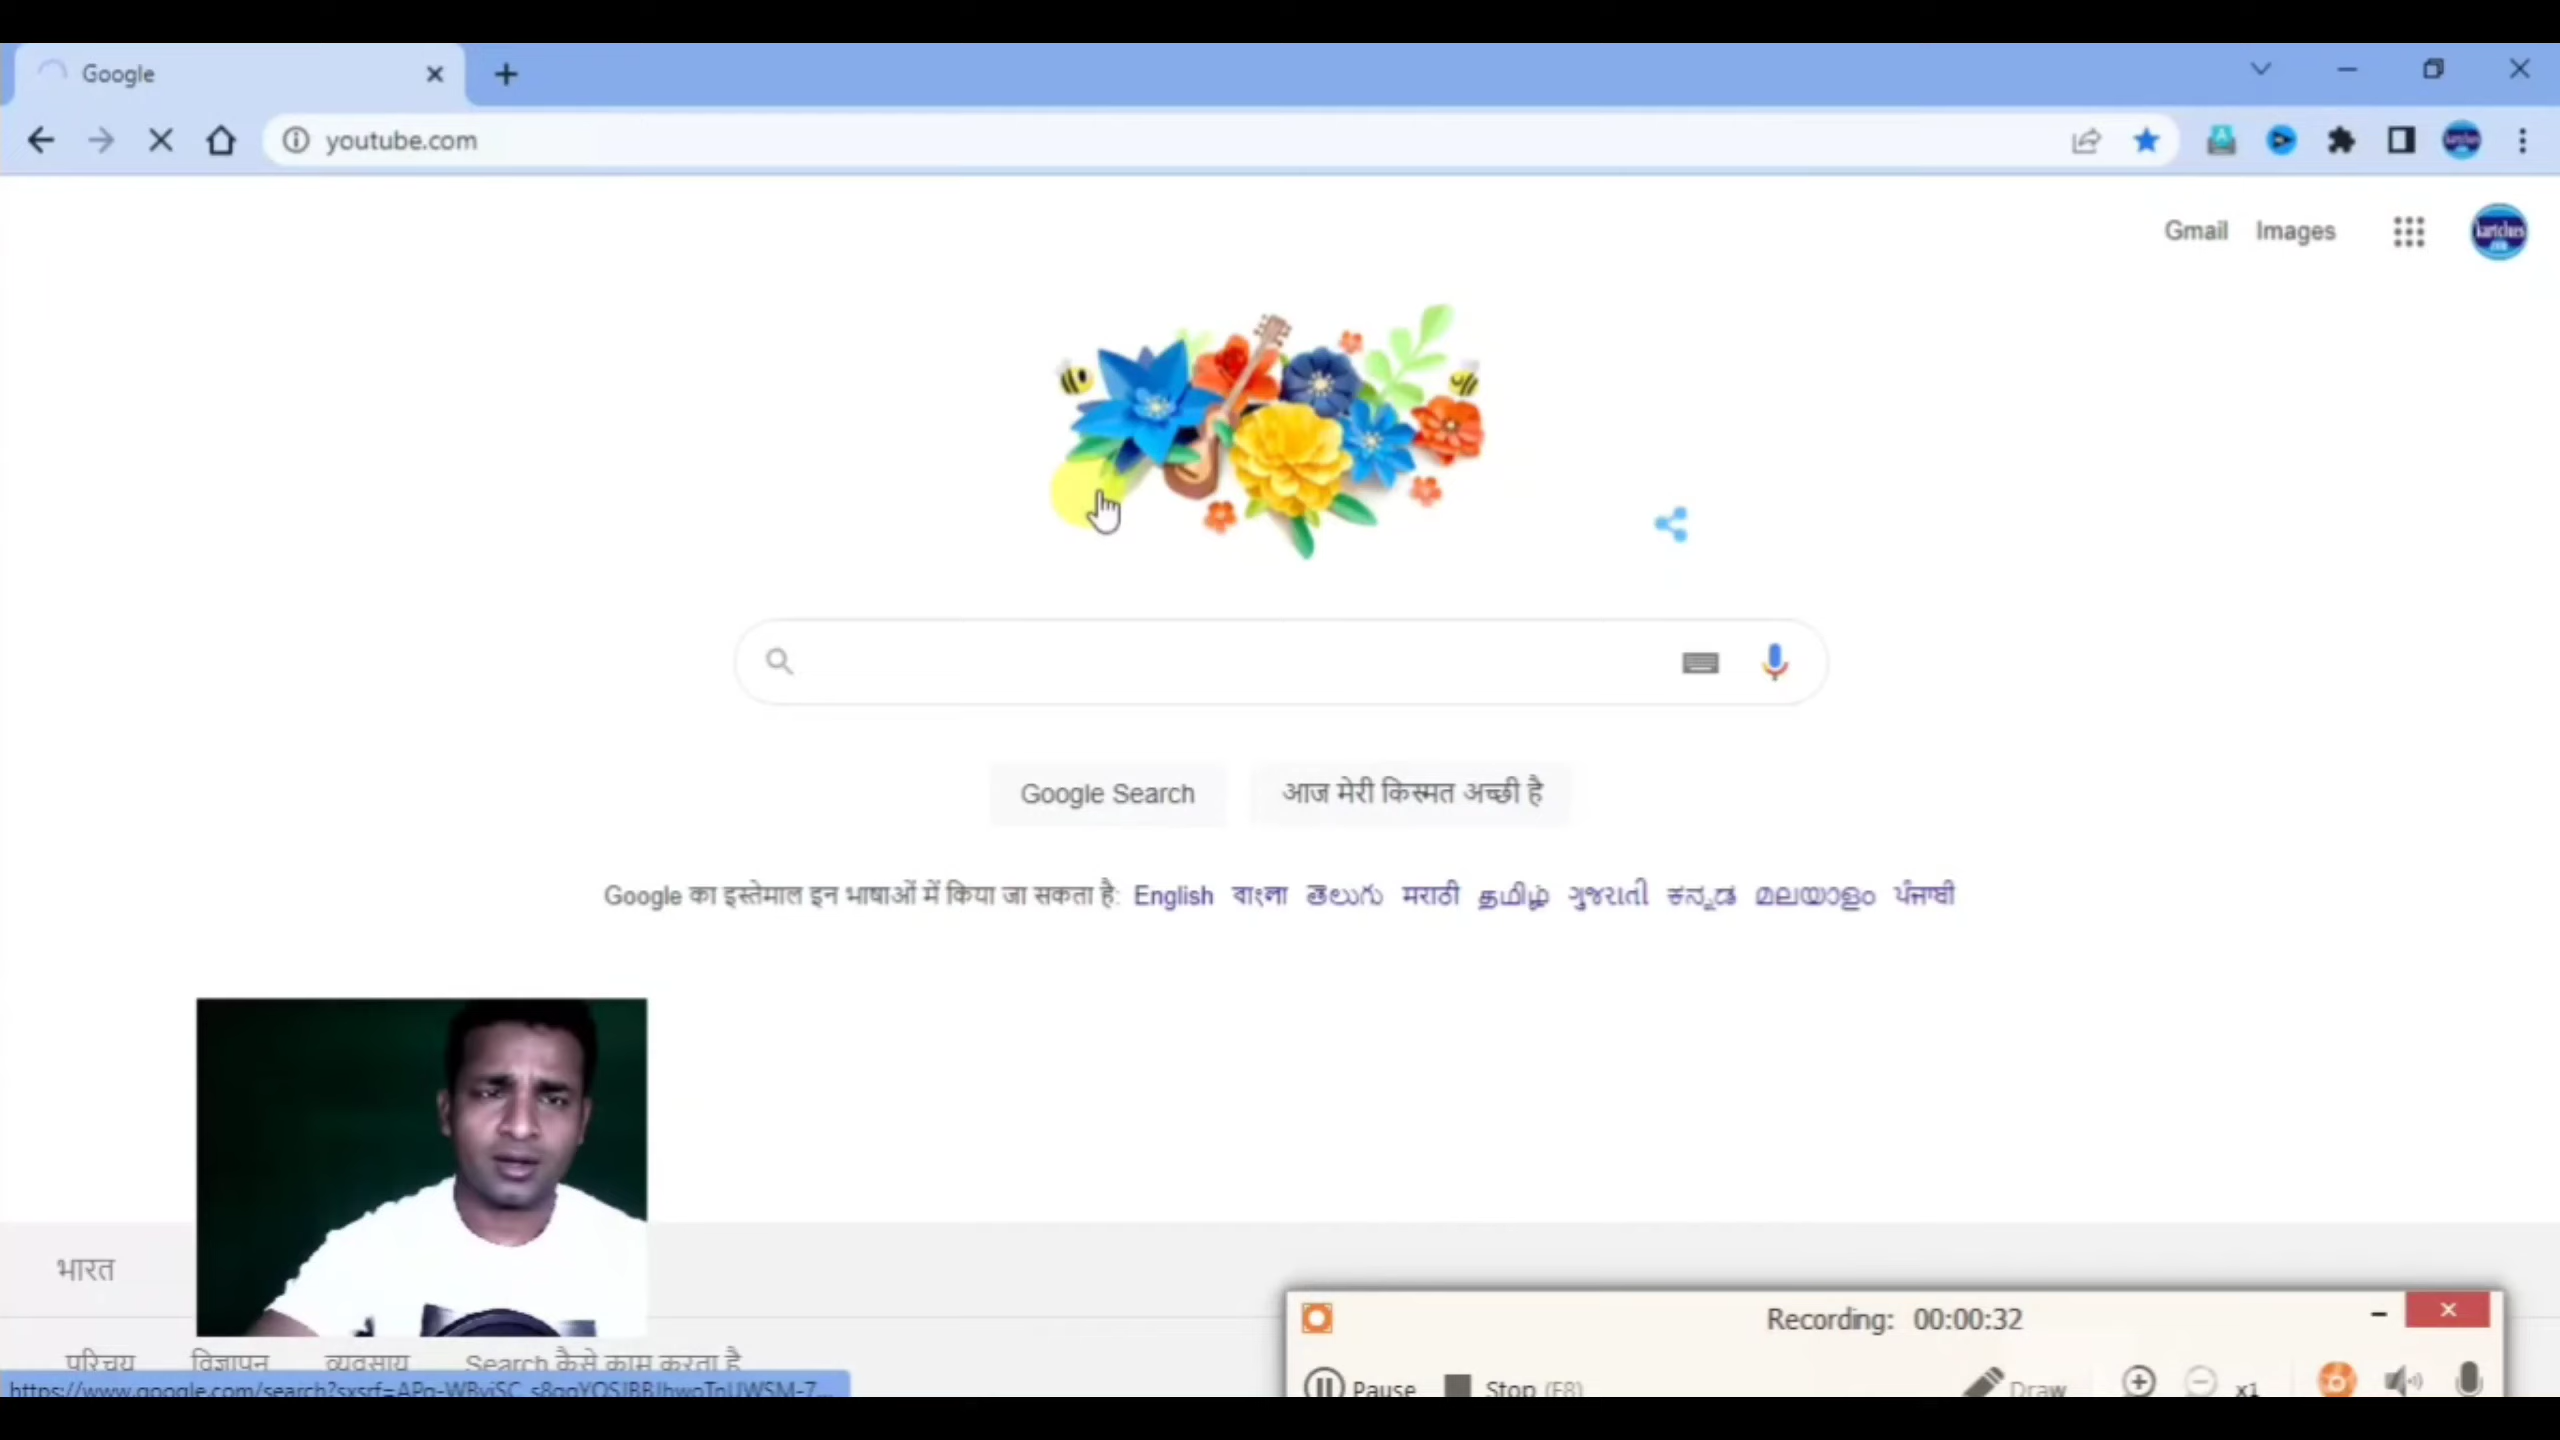 Google
youtube.com
Gmail Images
Google Search आज मेरी किस्मत अच्छी है
Google का इस्तेमाल इन भाषाओं में किया जा सकता है: English বাংলা తెలుగు मराठी தமிழ் ગુજરાતી ಕನ್ನಡ മലയാളം ਪੰਜਾਬੀ
भारत
Recording: 00:00:32
परिचय विज्ञापन व्यवसाय Search कैसे काम करता है
Pause Stop (F8) Draw x1